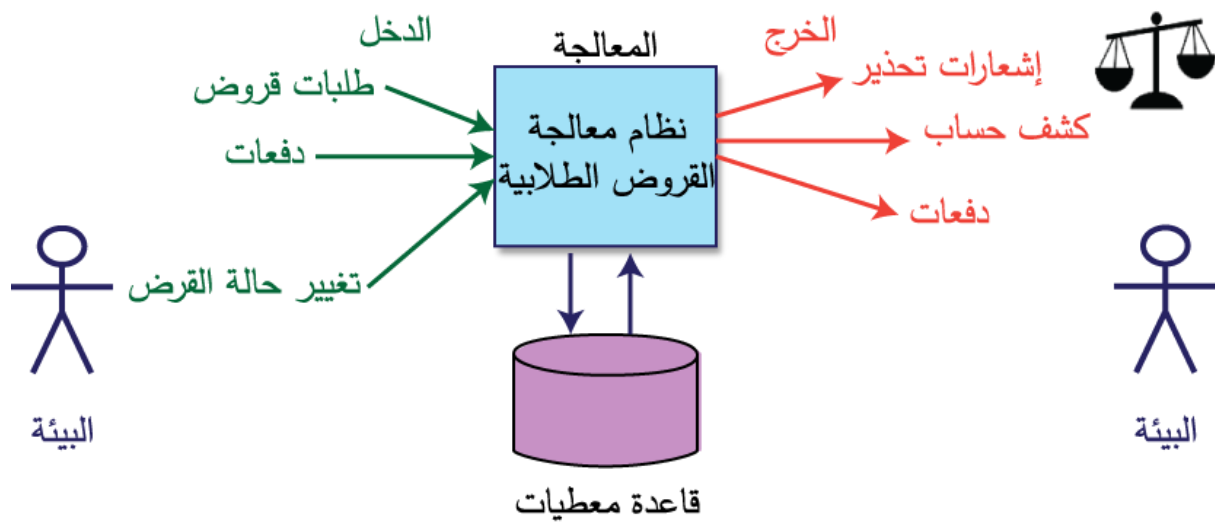 الدخل
المعالجة
الخرج
طلبات قروض
دفعات
تغيير حالة القرض
نظام معالجة
القروض الطلابية
إشعارات تحذير
كشف حساب
دفعات
البيئة
البيئة
قاعدة معطيات